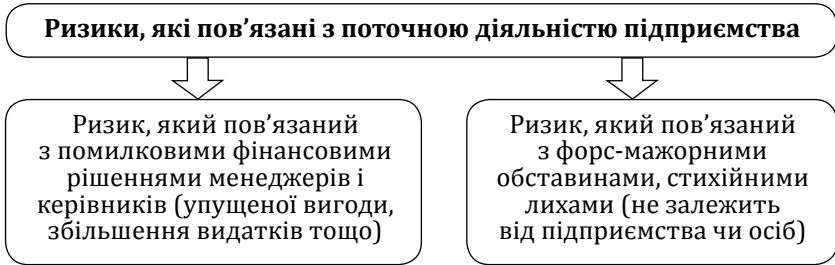 Ризики, які пов’язані з поточною діяльністю підприємства
Ризик, який пов’язаний
з помилковими фінансовими
рішеннями менеджерів і
керівників (упущеної вигоди,
збільшення видатків тощо)
Ризик, який пов’язаний
з форс-мажорними
обставинами, стихійними
лихами (не залежить
від підприємства чи осіб)